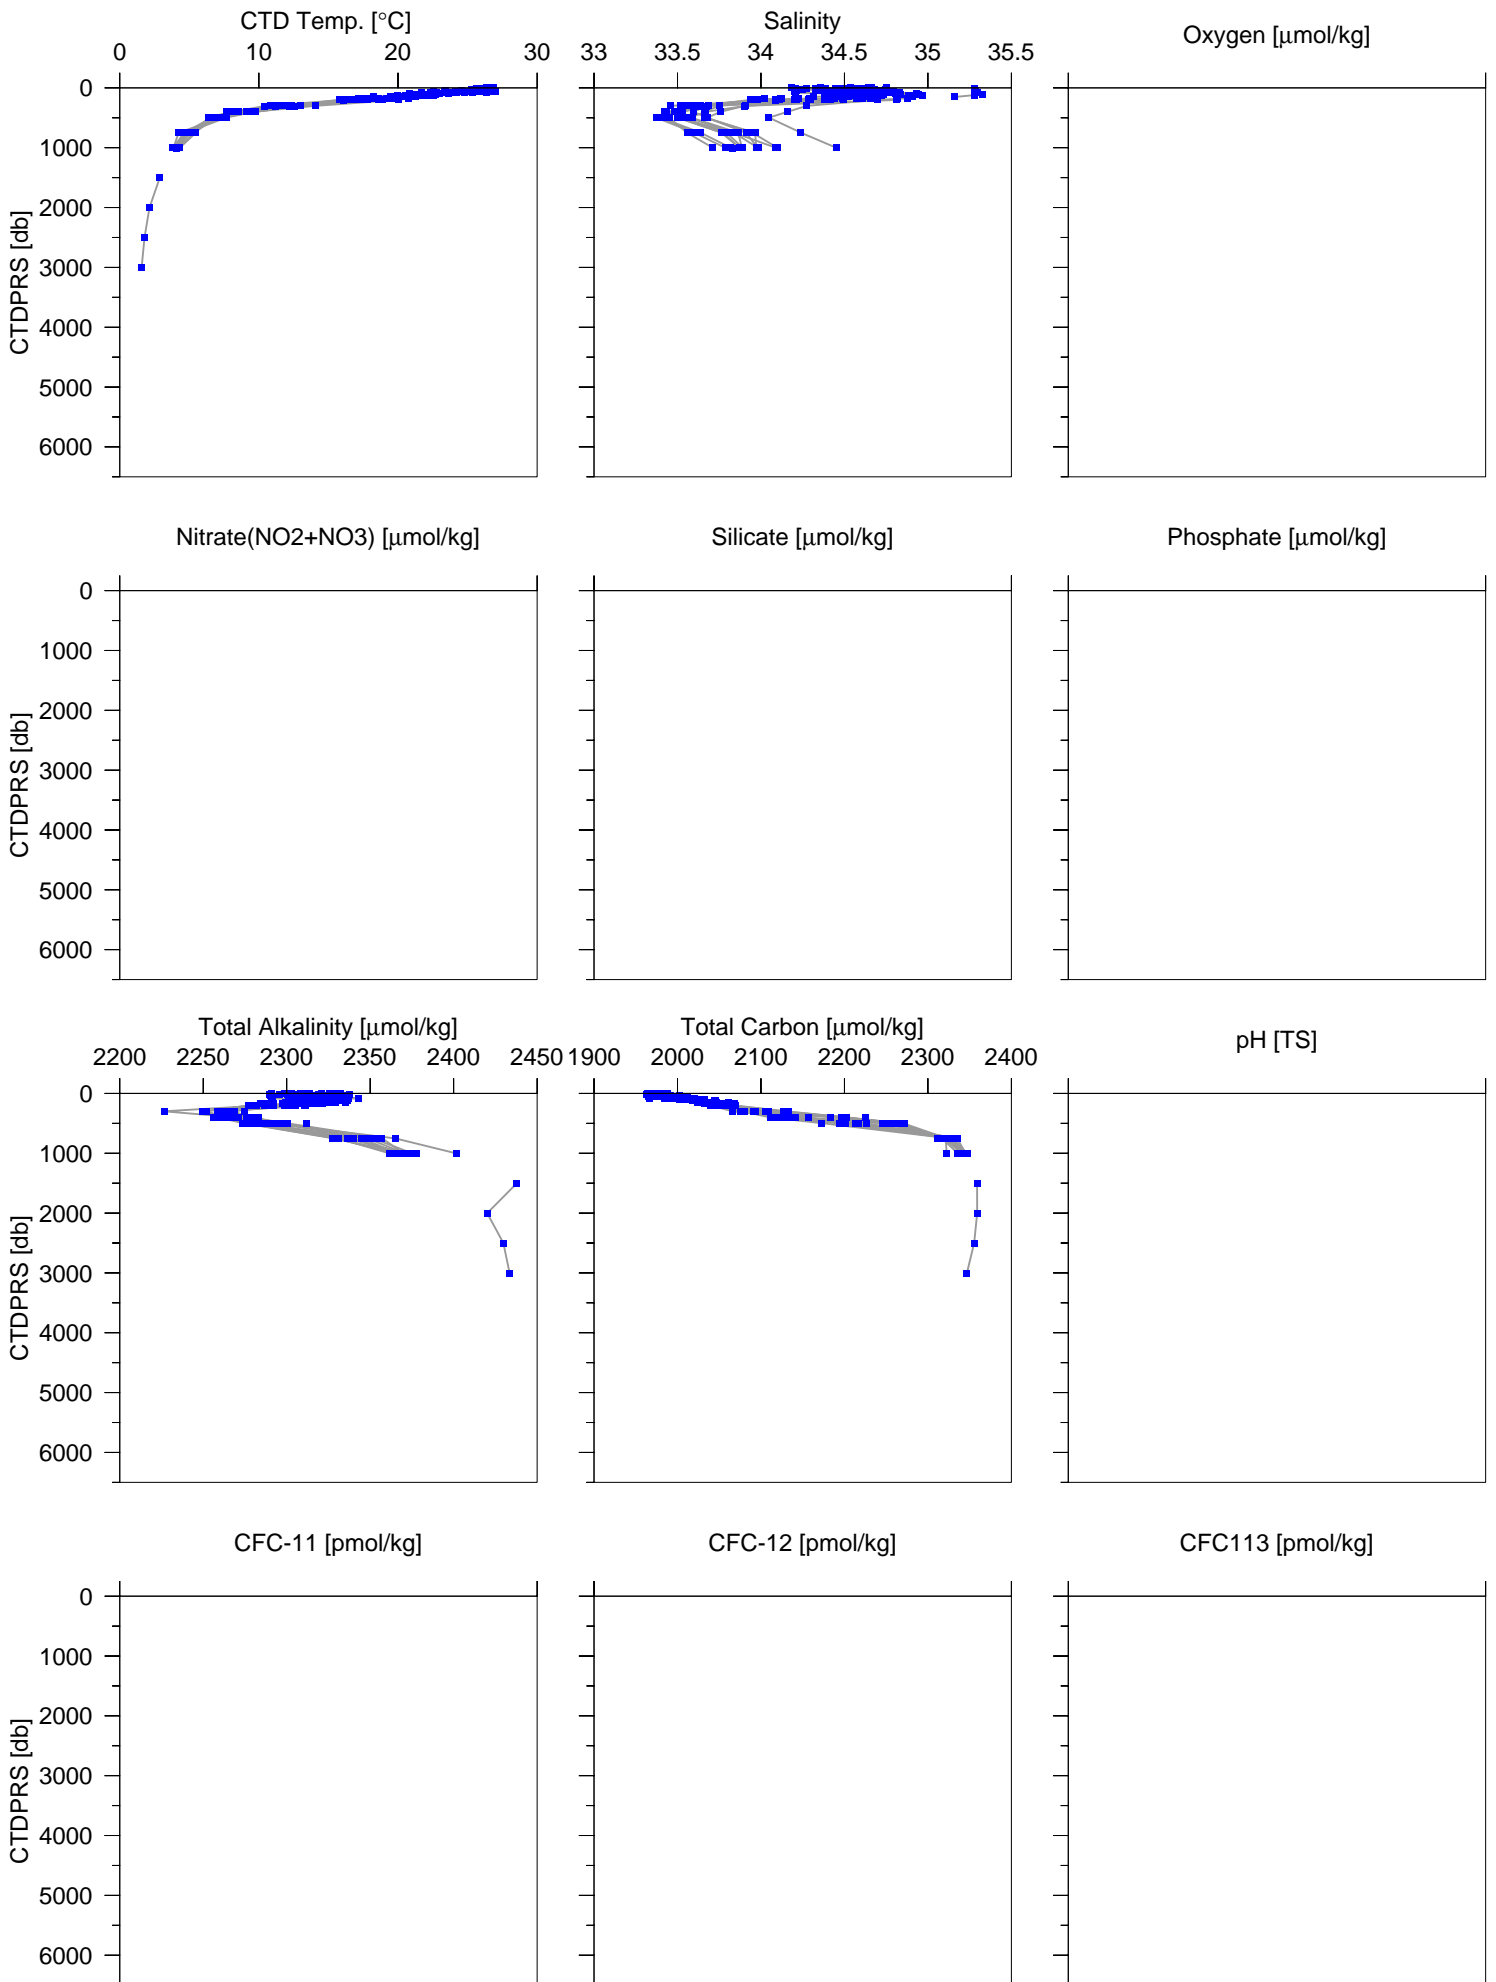 CTD Temp. [°C] Salinity Oxygen [μmol/kg]
0 10 20 30 33 33.5 34 34.5 35 35.5
0
1000
2000
3000
4000
5000
6000
CTDPRS [db]
Nitrate(NO2+NO3) [μmol/kg] Silicate [μmol/kg] Phosphate [μmol/kg]
0
1000
2000
3000
4000
5000
6000
CTDPRS [db]
Total Alkalinity [μmol/kg] Total Carbon [μmol/kg] pH [TS]
2200 2250 2300 2350 2400 2450 1900 2000 2100 2200 2300 2400
0
1000
2000
3000
4000
5000
6000
CTDPRS [db]
CFC-11 [pmol/kg] CFC-12 [pmol/kg] CFC113 [pmol/kg]
0
1000
2000
3000
4000
5000
6000
CTDPRS [db]